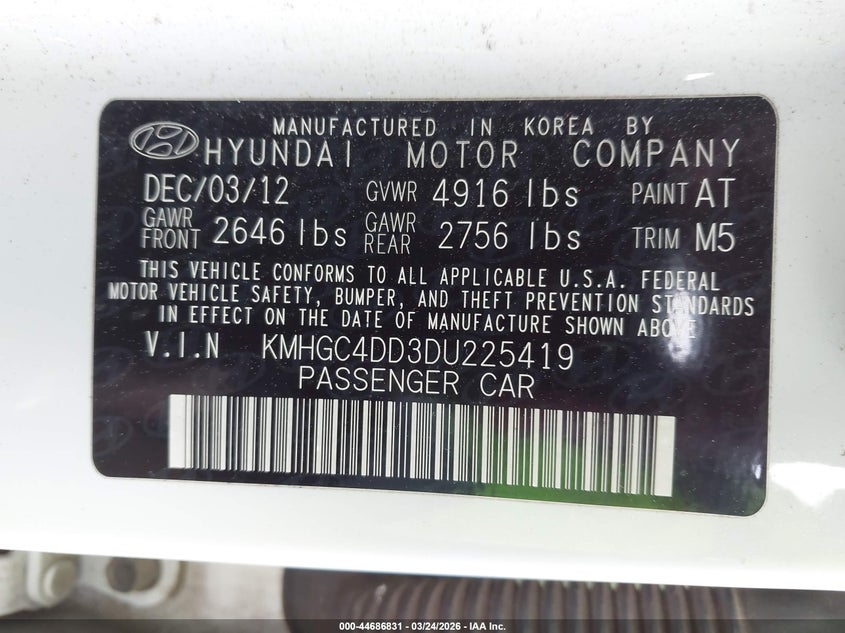 MANUFACTURED IN KOREA BY
HYUNDAI MOTOR COMPANY
DEC/03/12 GVWR 4916 lbs PAINT AT
GAWR FRONT 2646 lbs GAWR REAR 2756 lbs TRIM M5
THIS VEHICLE CONFORMS TO ALL APPLICABLE U.S.A. FEDERAL
MOTOR VEHICLE SAFETY, BUMPER, AND THEFT PREVENTION STANDARDS
IN EFFECT ON THE DATE OF MANUFACTURE SHOWN ABOVE
V.I.N KMHGC4DD3DU225419
PASSENGER CAR
000-44686831 - 03/24/2026 - IAA Inc.